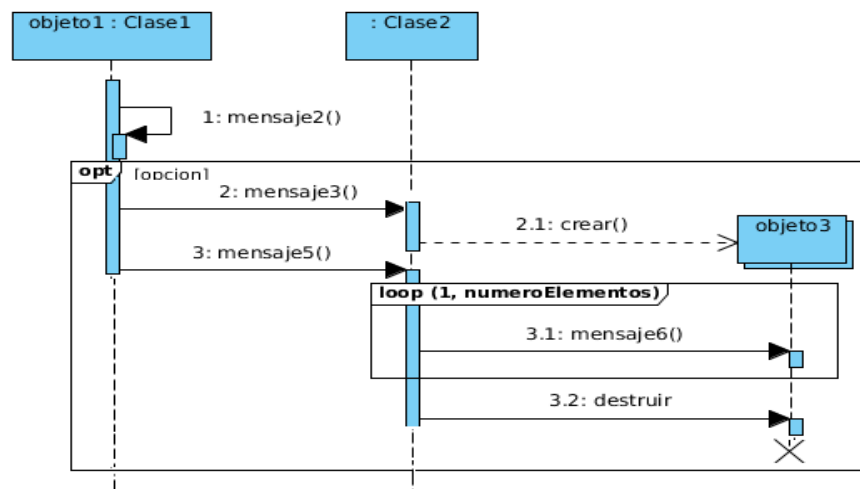 objeto1 : Clase1
: Clase2
1: mensaje2()
opt
[opcion]
2: mensaje3()
2.1: crear()
objeto3
3: mensaje5()
loop (1, numeroElementos)
3.1: mensaje6()
3.2: destruir